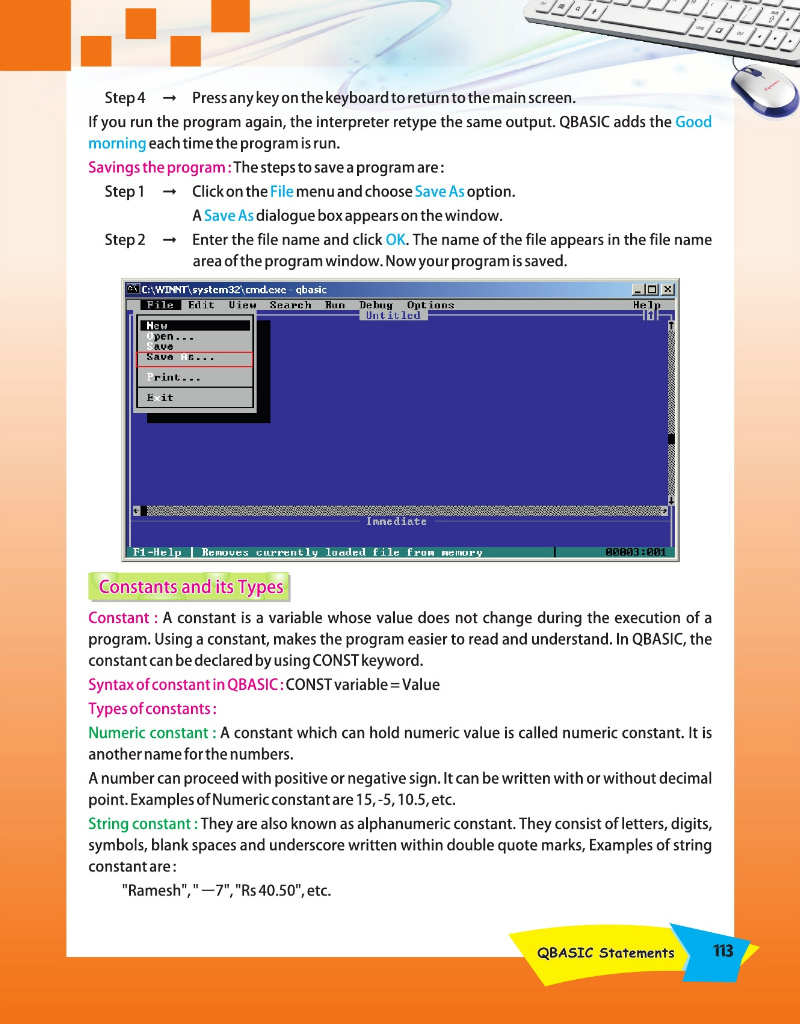 Step 4 → Press any key on the keyboard to return to the main screen.
If you run the program again, the interpreter retype the same output. QBASIC adds the Good
morning each time the program is run.
Savings the program : The steps to save a program are :
Step 1 → Click on the File menu and choose Save As option.
A Save As dialogue box appears on the window.
Step 2 → Enter the file name and click OK. The name of the file appears in the file name
area of the program window. Now your program is saved.
C:\WINNT\system32\cmd.exe - qbasic
File Edit View Search Run Debug Options Help
Untitled
New
Open...
Save
Save As...
Print...
Exit
Immediate
F1-Help | Removes currently loaded file from memory 00003:001
Constants and its Types
Constant : A constant is a variable whose value does not change during the execution of a
program. Using a constant, makes the program easier to read and understand. In QBASIC, the
constant can be declared by using CONST keyword.
Syntax of constant in QBASIC : CONST variable = Value
Types of constants :
Numeric constant : A constant which can hold numeric value is called numeric constant. It is
another name for the numbers.
A number can proceed with positive or negative sign. It can be written with or without decimal
point. Examples of Numeric constant are 15, -5, 10.5, etc.
String constant : They are also known as alphanumeric constant. They consist of letters, digits,
symbols, blank spaces and underscore written within double quote marks, Examples of string
constant are :
"Ramesh", " —7", "Rs 40.50", etc.
QBASIC Statements 113